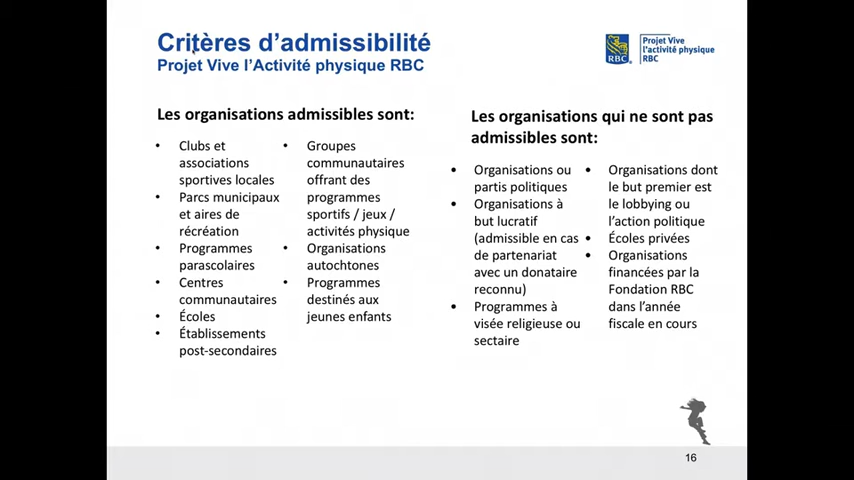 Critères d'admissibilité
Projet Vive l'Activité physique RBC
RBC
Projet Vive
l'activité physique
RBC
Les organisations admissibles sont:
• Clubs et
associations
sportives locales
• Parcs municipaux
et aires de
récréation
• Programmes
parascolaires
• Centres
communautaires
• Écoles
• Établissements
post-secondaires
• Groupes
communautaires
offrant des
programmes
sportifs / jeux /
activités physique
• Organisations
autochtones
• Programmes
destinés aux
jeunes enfants
Les organisations qui ne sont pas
admissibles sont:
• Organisations ou
partis politiques
• Organisations à
but lucratif
(admissible en cas
de partenariat
avec un donataire
reconnu)
• Programmes à
visée religieuse ou
sectaire
• Organisations dont
le but premier est
le lobbying ou
l'action politique
• Écoles privées
• Organisations
financées par la
Fondation RBC
dans l'année
fiscale en cours
16